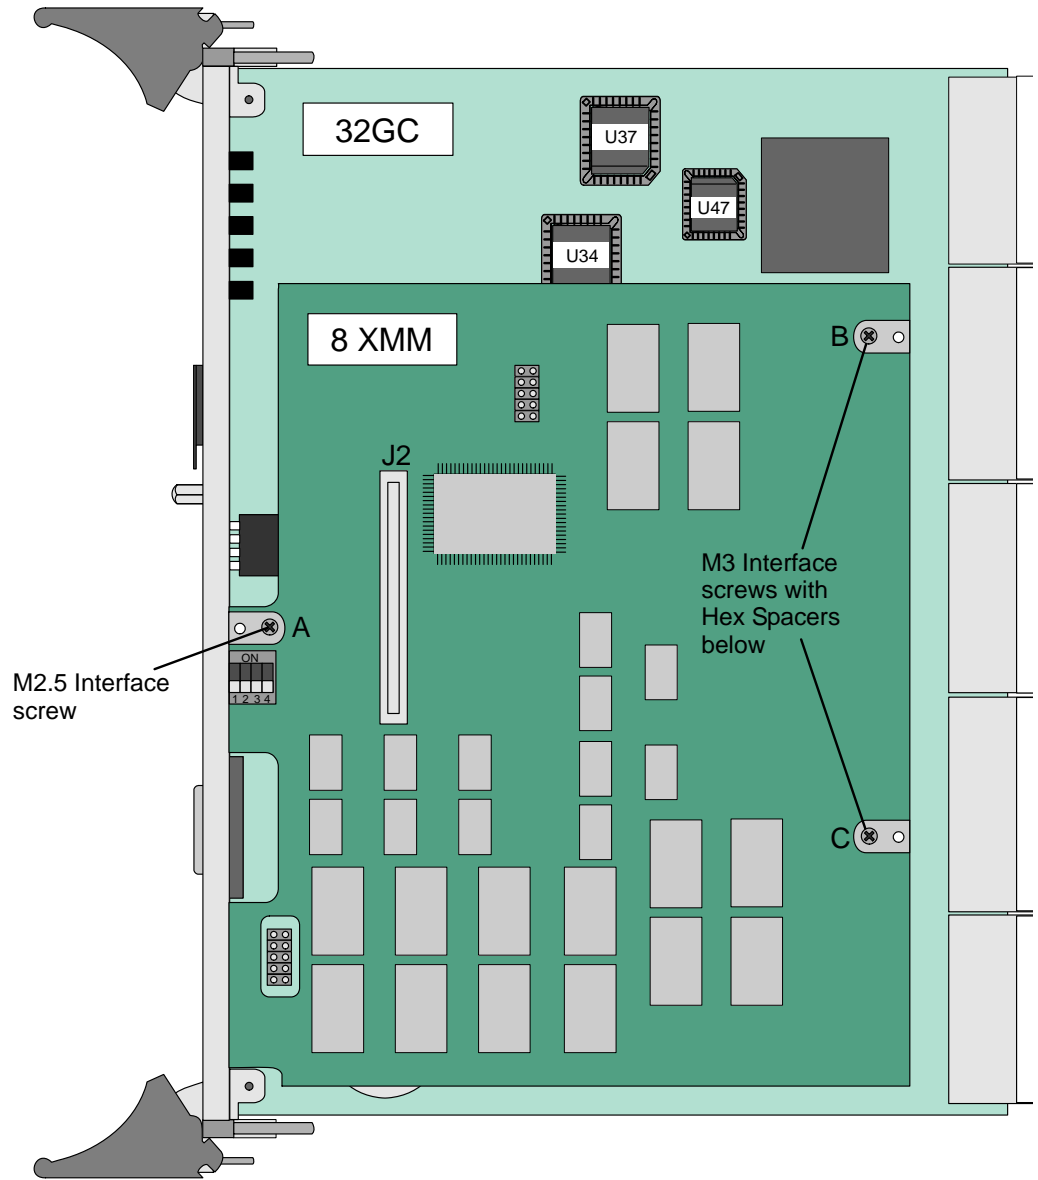 32GC
U37
U47
U34
8 XMM
B
J2
M3 Interface
screws with
Hex Spacers
below
A
ON
1 2 3 4
M2.5 Interface
screw
C